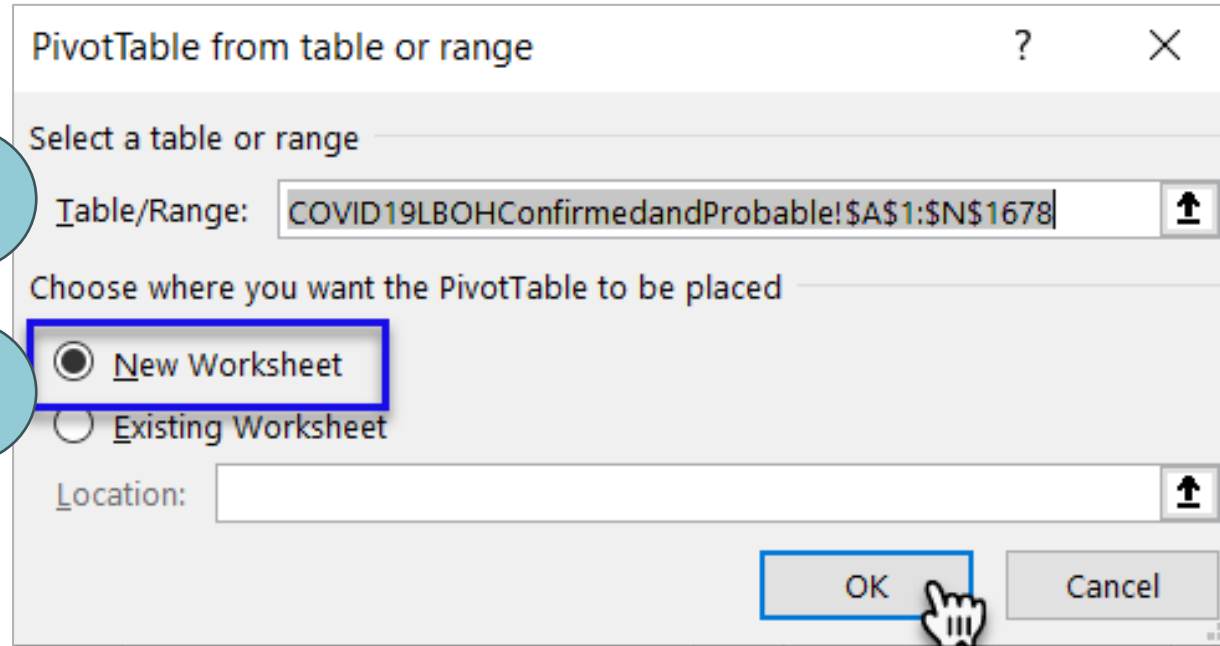 PivotTable from table or range ?
Select a table or range
Table/Range: COVID19LBOHConfirmedandProbable!$A$1:$N$1678
Choose where you want the PivotTable to be placed
New Worksheet
Existing Worksheet
Location:
OK Cancel